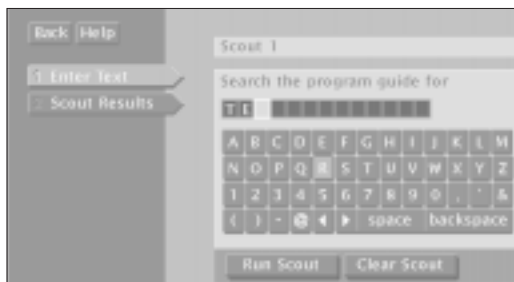 Back Help
1 Enter Text
2 Scout Results
Scout 1
Search the program guide for
T E
A B C D E F G H I J K L M
N O P Q R S T U V W X Y Z
1 2 3 4 5 6 7 8 9 0 . ' &
( ) - @ ◀ ▶ space backspace
Run Scout Clear Scout